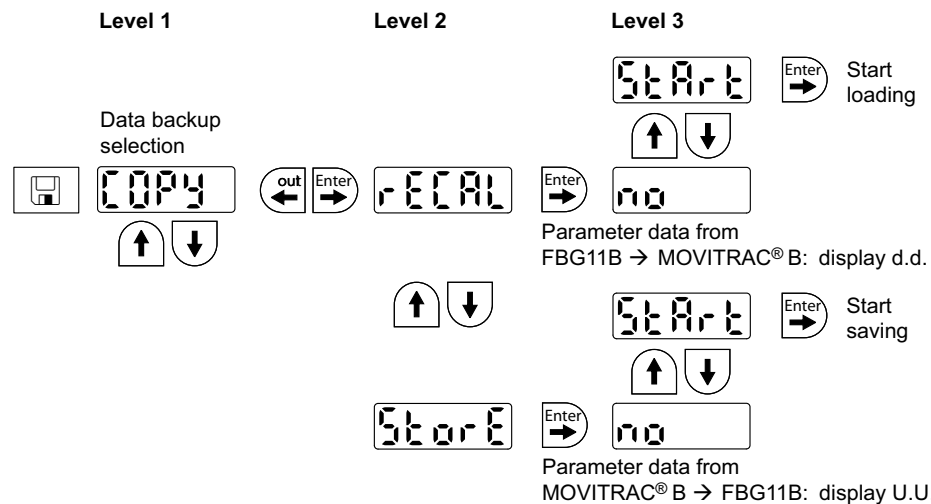 Level 1 Level 2 Level 3
StArt Enter Start
loading
Data backup
selection
COPY out Enter rECAL Enter no
Parameter data from
FBG11B → MOVITRAC® B: display d.d.
StArt Enter Start
saving
StorE Enter no
Parameter data from
MOVITRAC® B → FBG11B: display U.U